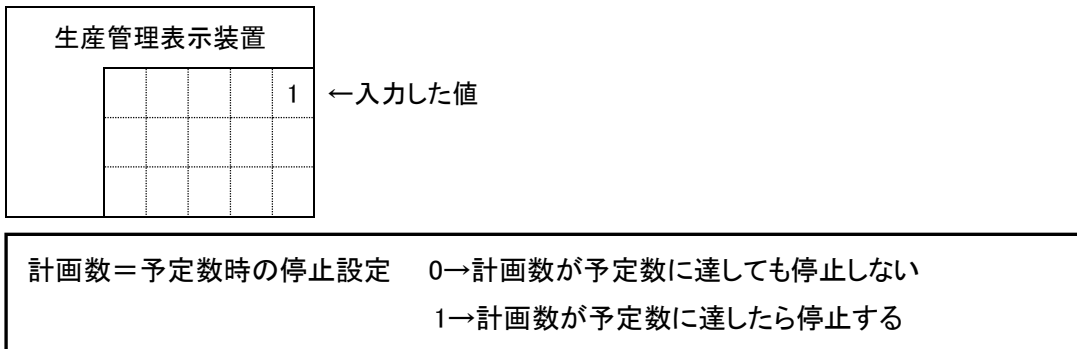 生産管理表示装置
1 ←入力した値
計画数＝予定数時の停止設定 0→計画数が予定数に達しても停止しない
1→計画数が予定数に達したら停止する